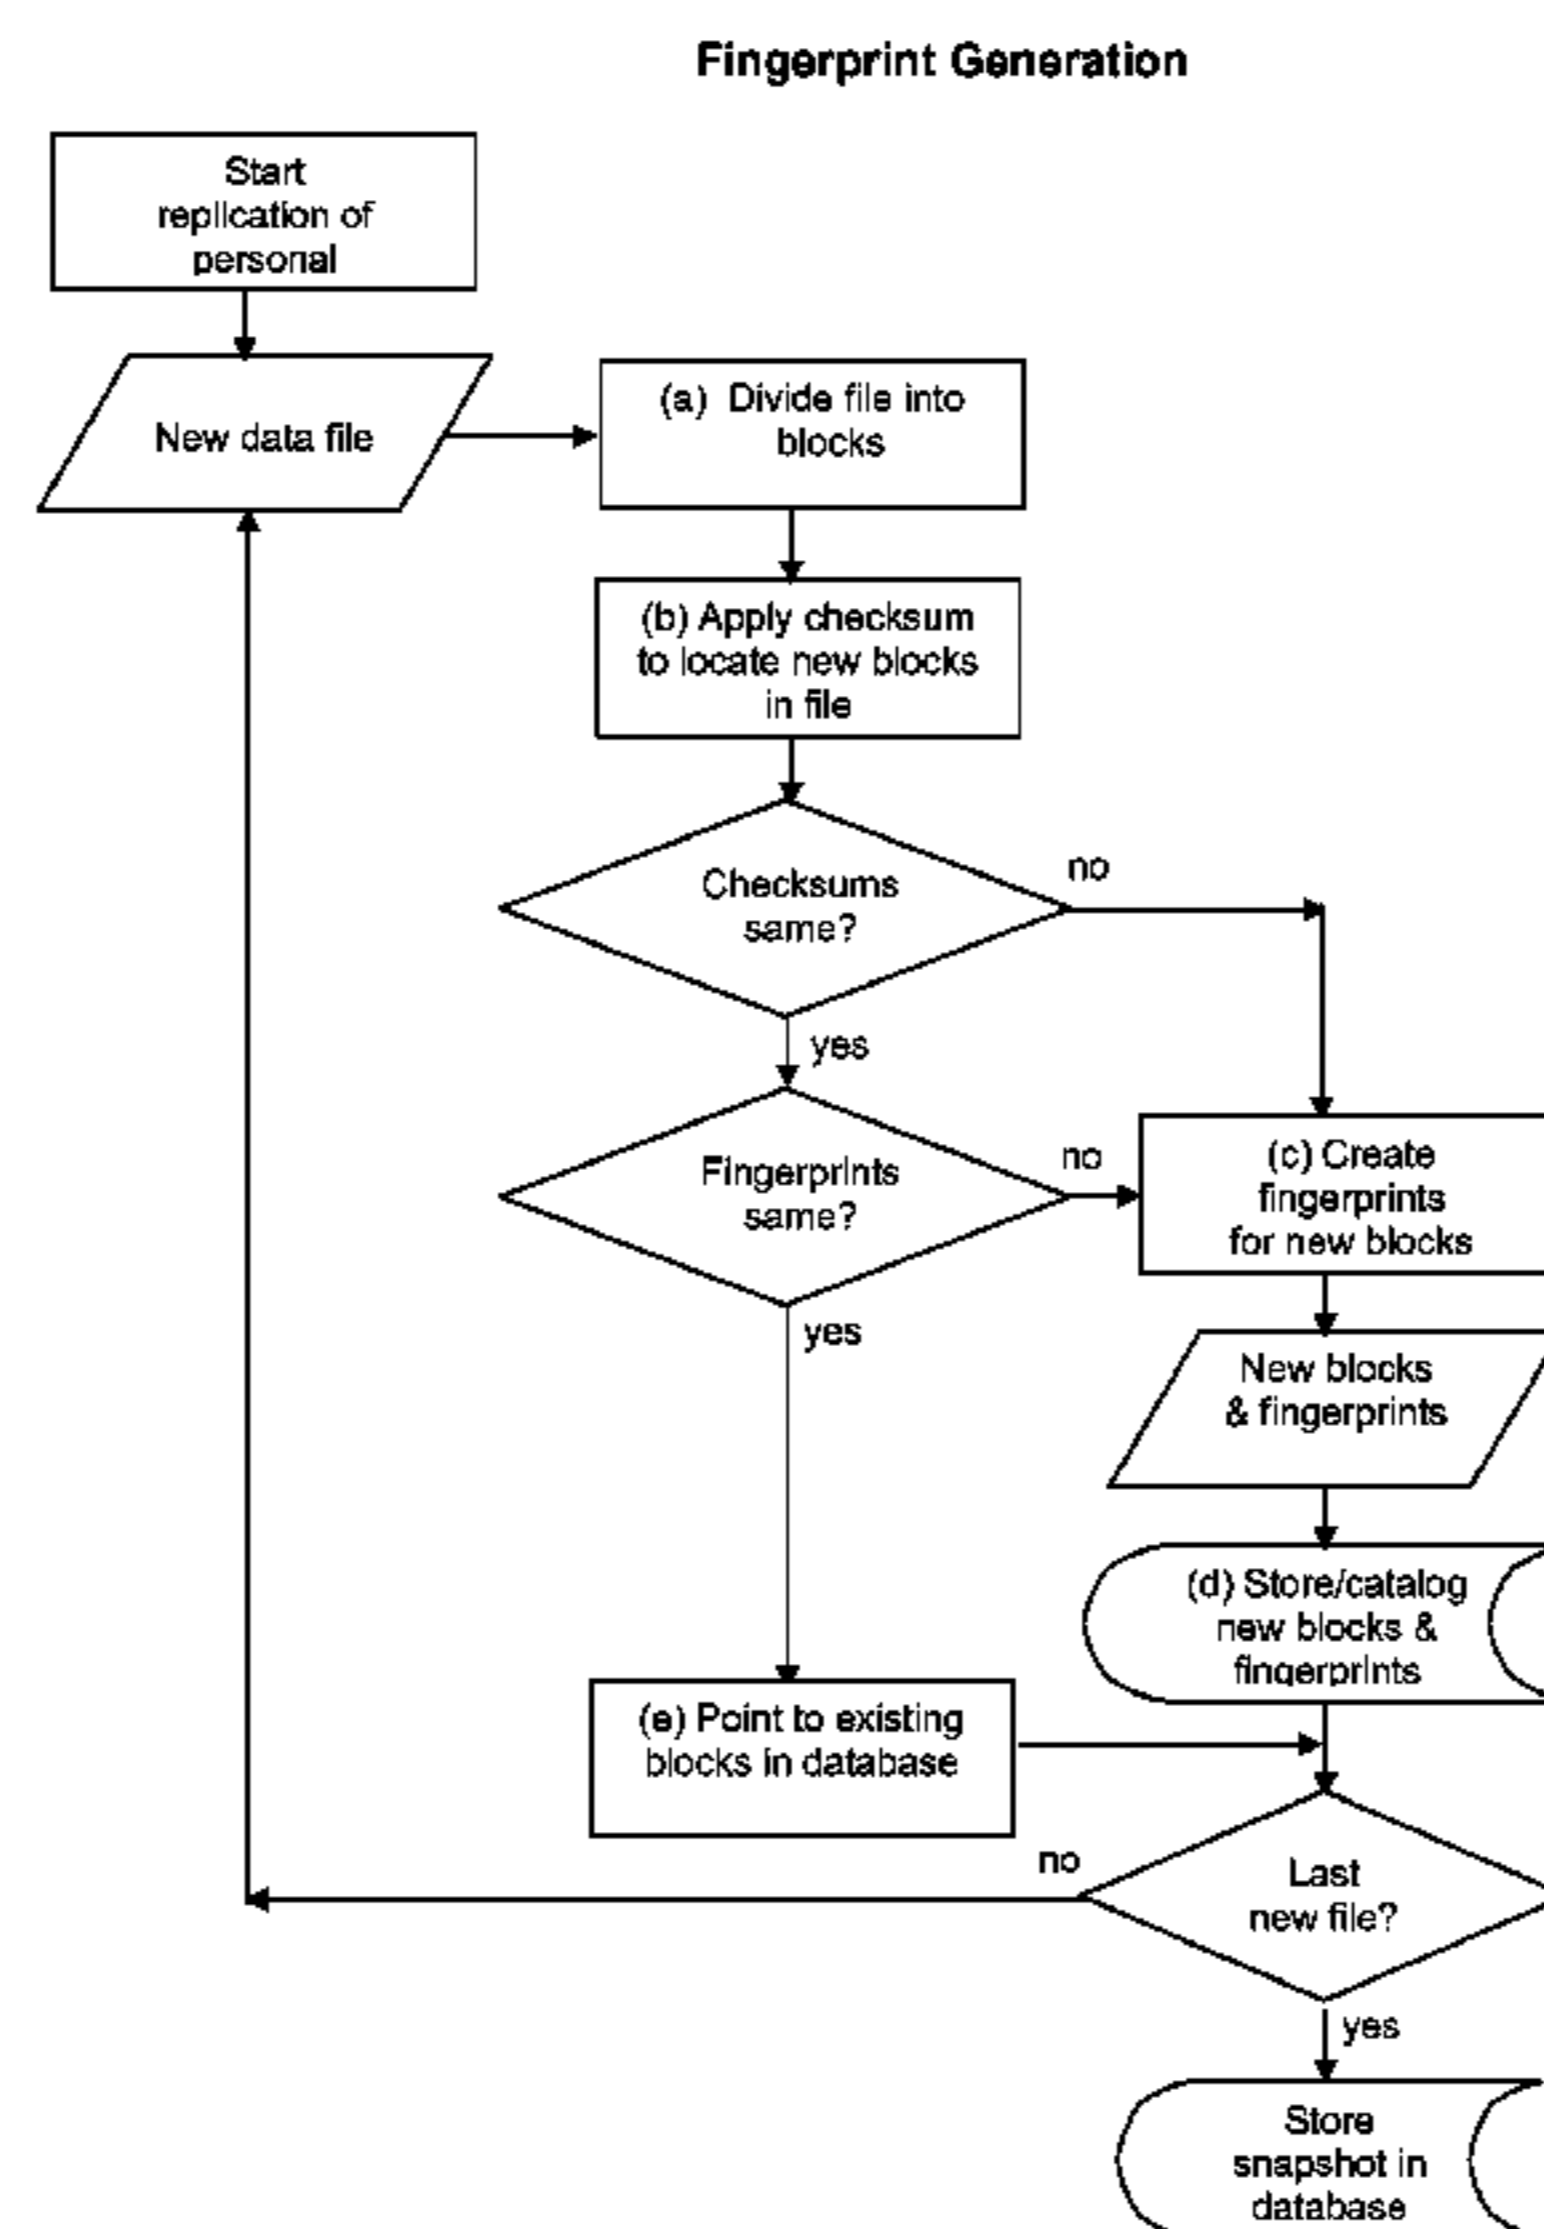 Fingerprint Generation
Start
replication of
personal
New data file
(a) Divide file into
blocks
(b) Apply checksum
to locate new blocks
in file
Checksums
same?
no
yes
Fingerprints
same?
no
yes
(c) Create
fingerprints
for new blocks
New blocks
& fingerprints
(d) Store/catalog
new blocks &
fingerprints
(e) Point to existing
blocks in database
no
Last
new file?
yes
Store
snapshot in
database